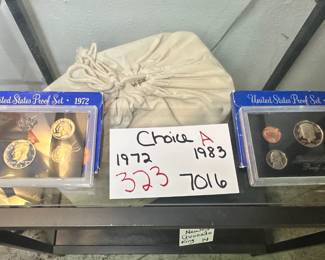 United States Proof Set • 1972
United States Proof Set •
Choice A
1972 1983
323 7016